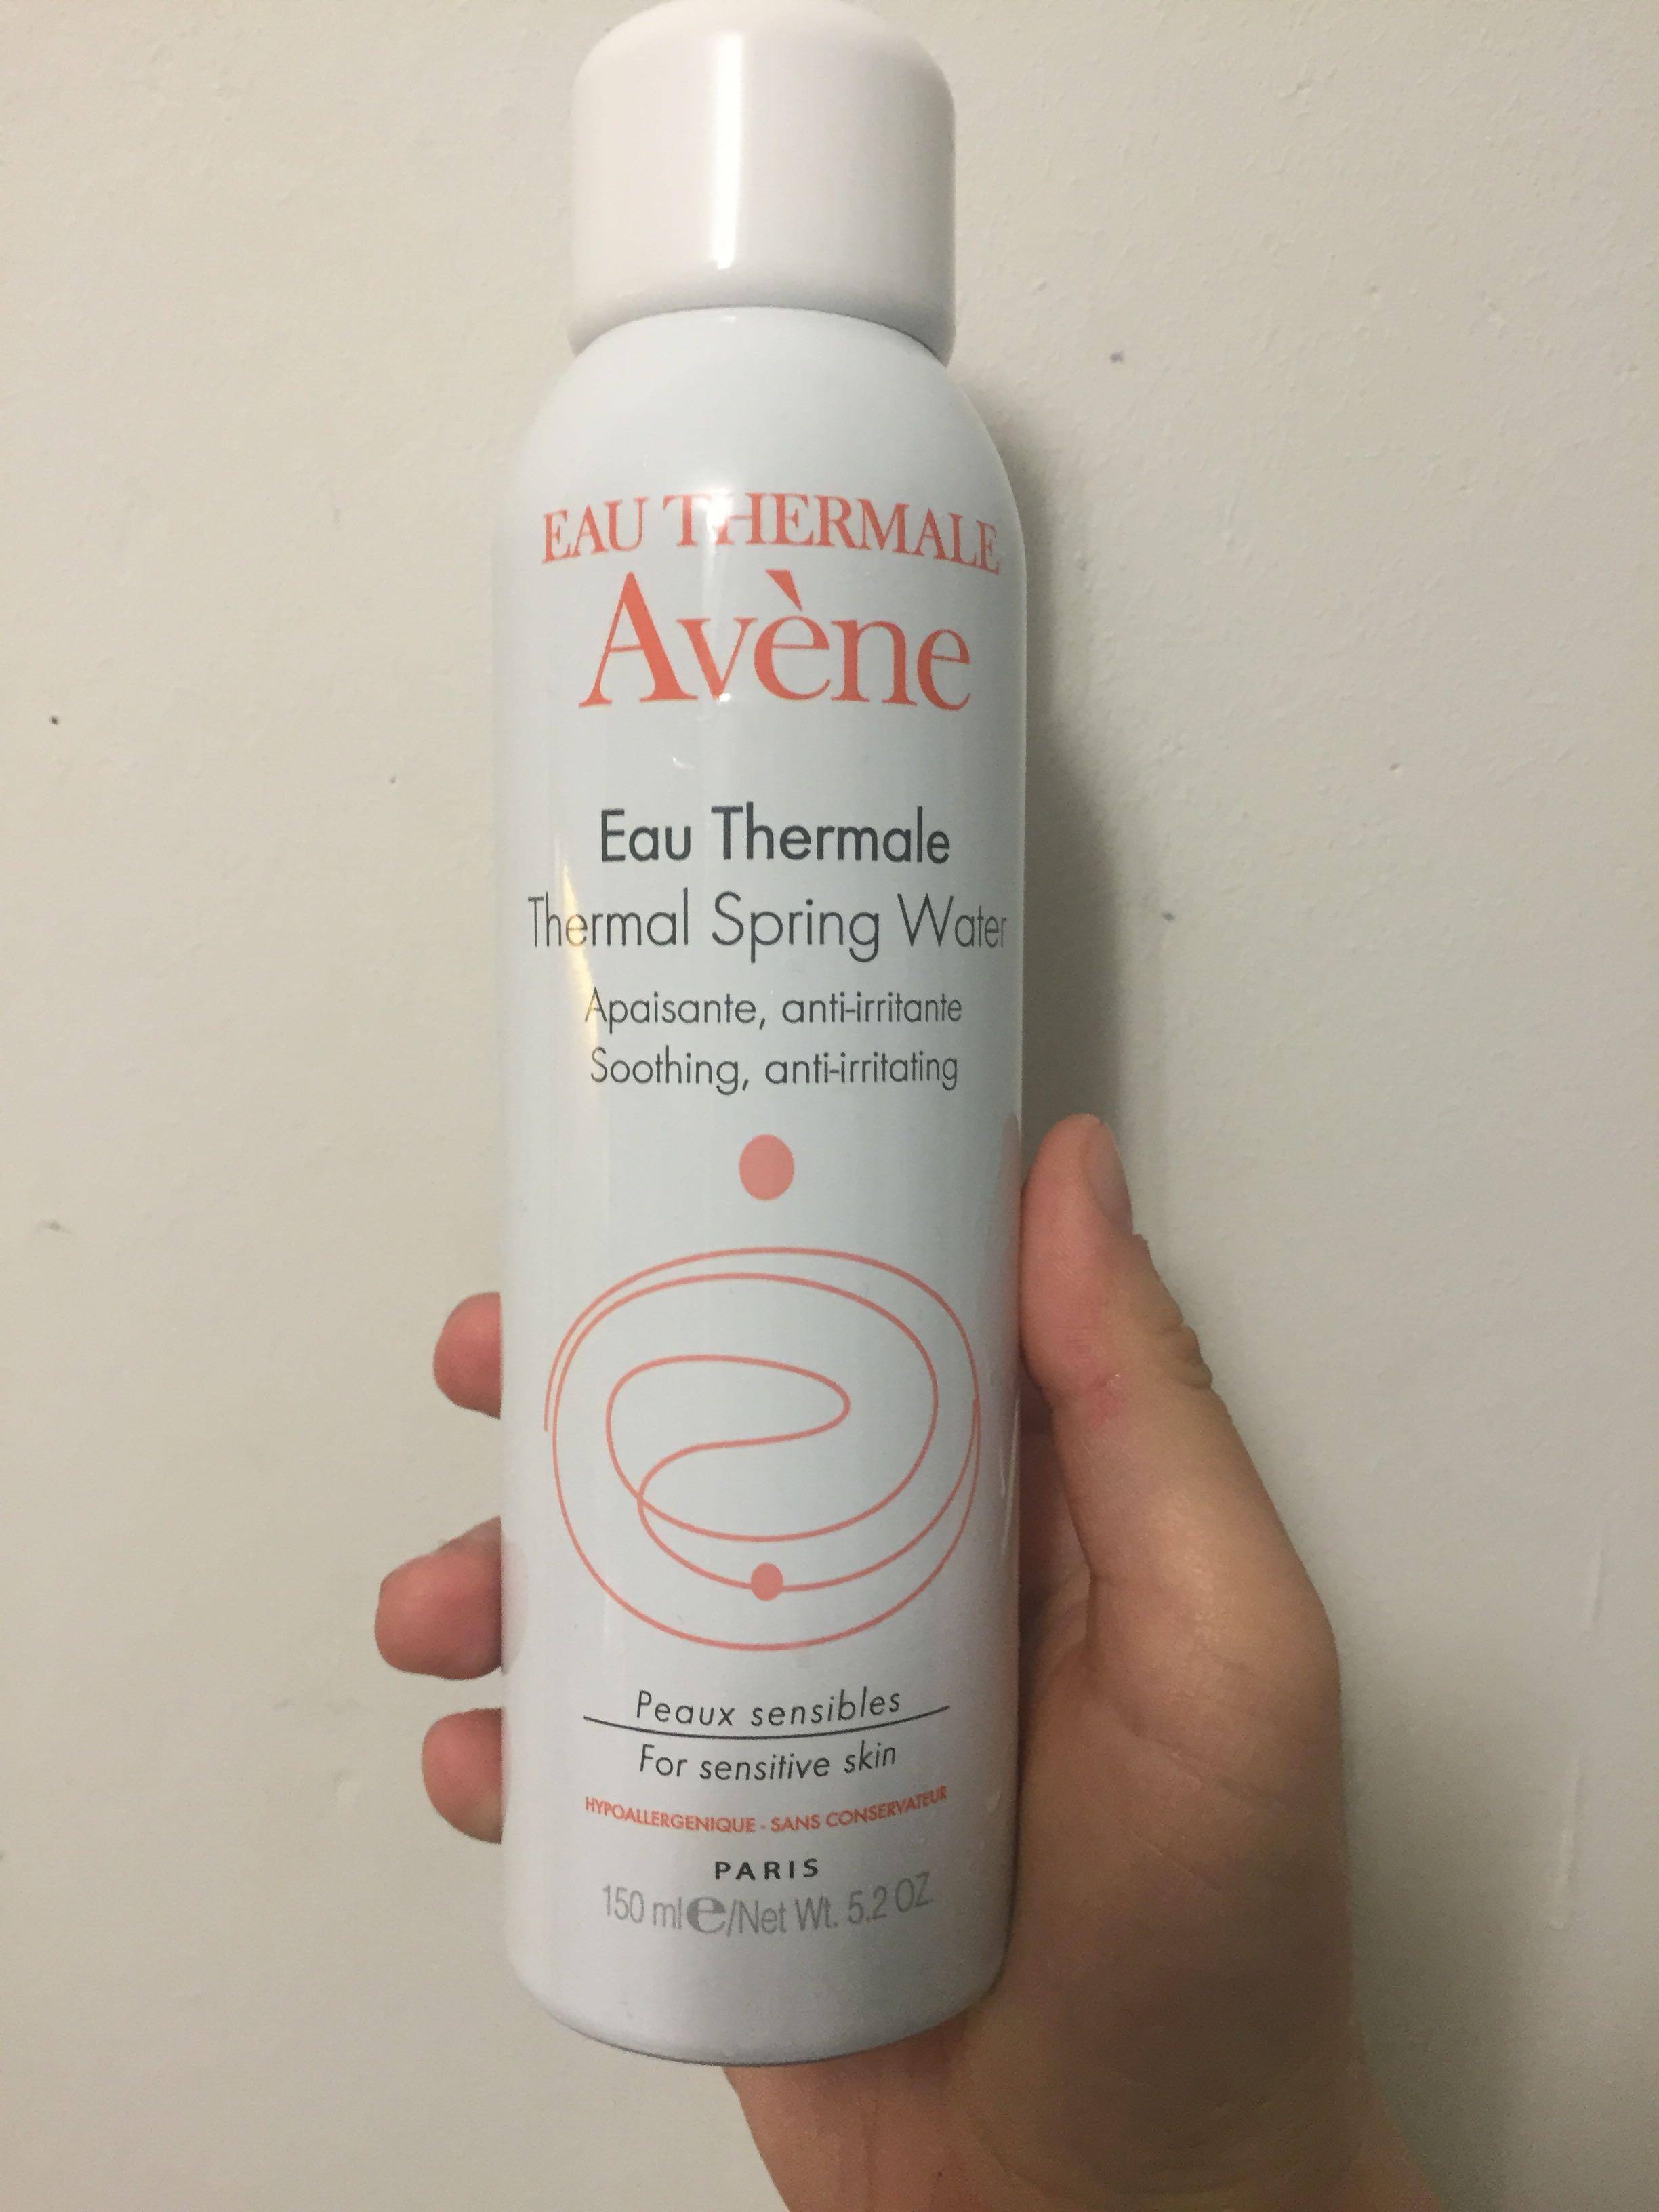 EAU THERMALE
Avène
Eau Thermale
Thermal Spring Water
Apaisante, anti-irritante
Soothing, anti-irritating
Peaux sensibles
For sensitive skin
HYPOALLERGENIQUE - SANS CONSERVATEUR
PARIS
150 ml e/Net Wt. 5.2 OZ.